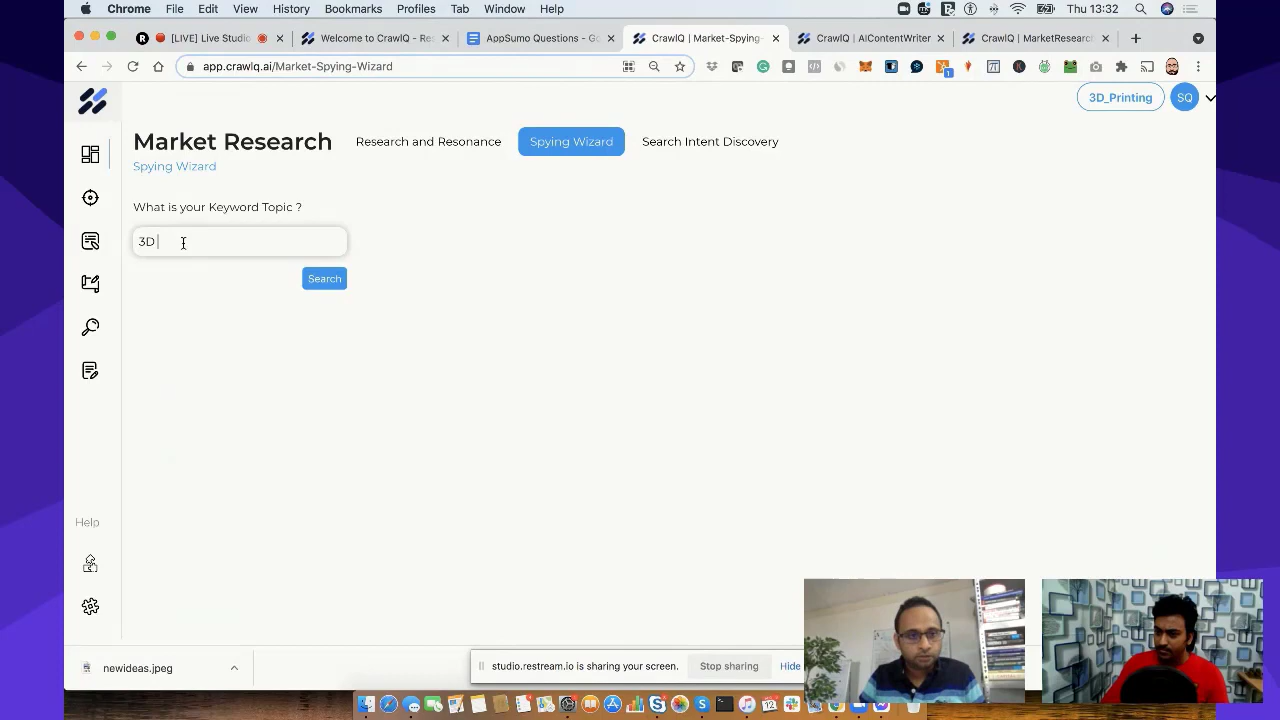 Chrome File Edit View History Bookmarks Profiles Tab Window Help Thu 13:32
[LIVE] Live Studio Welcome to CrawlQ - Re AppSumo Questions - Go CrawlQ | Market-Spying- CrawlQ | AIContentWriter CrawlQ | MarketResearch
app.crawlq.ai/Market-Spying-Wizard
1
3D_Printing SQ
Market Research Research and Resonance Spying Wizard Search Intent Discovery
Spying Wizard
What is your Keyword Topic ?
3D
Search
Help
newideas.jpeg
studio.restream.io is sharing your screen. Stop sharing Hide